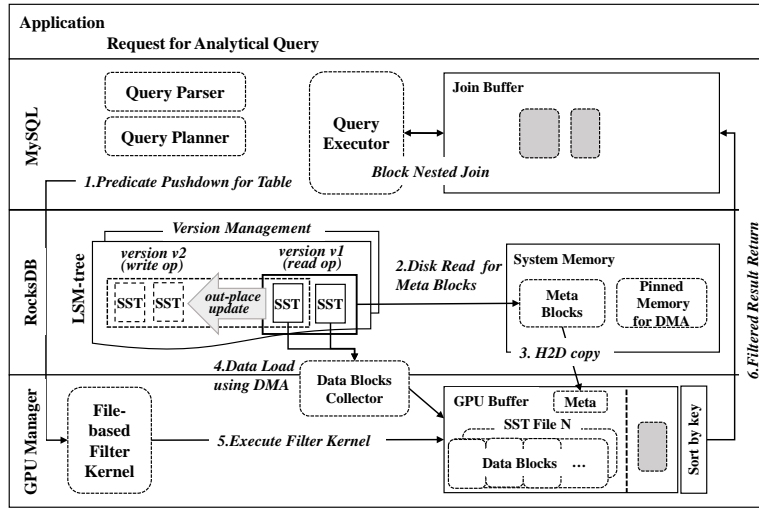 Application
Request for Analytical Query
MySQL
Query Parser
Query Planner
Query
Executor
Join Buffer
Block Nested Join
1.Predicate Pushdown for Table
RocksDB
Version Management
LSM-tree
version v2
(write op)
version v1
(read op)
SST
SST
out-place
update
SST
SST
2.Disk Read for
Meta Blocks
System Memory
Meta
Blocks
Pinned
Memory
for DMA
3. H2D copy
6.Filtered Result Return
GPU Manager
4.Data Load
using DMA
Data Blocks
Collector
File-
based
Filter
Kernel
5.Execute Filter Kernel
GPU Buffer
Meta
SST File N
Data Blocks
...
Sort by key